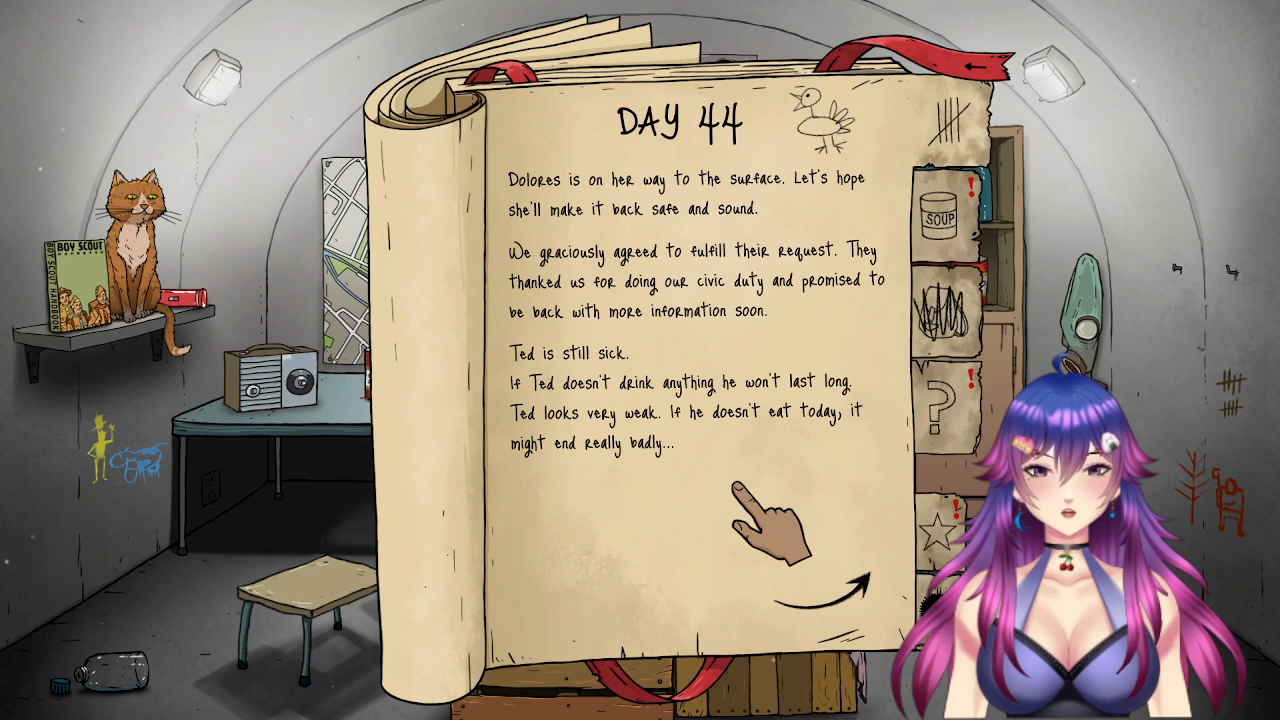 DAY 44
Dolores is on her way to the surface. Let's hope
she'll make it back safe and sound.
We graciously agreed to fulfill their request. They
thanked us for doing our civic duty and promised to
be back with more information soon.
Ted is still sick.
If Ted doesn't drink anything he won't last long.
Ted looks very weak. If he doesn't eat today, it
might end really badly...
!
SOUP
!
?
!
BOY SCOUT
BOY SCOUT HANDBOOK